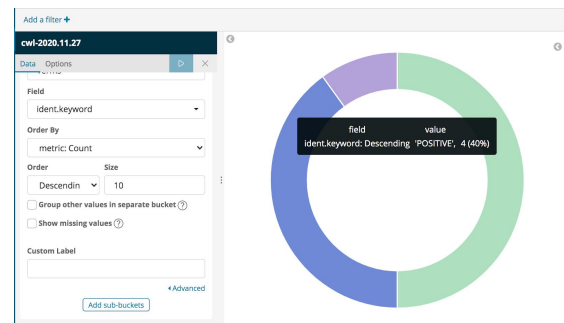 Add a filter +
cwl-2020.11.27
Data Options
Field
ident.keyword
Order By
metric: Count
Order Size
Descendin 10
Group other values in separate bucket ?
Show missing values ?
Custom Label
Advanced
Add sub-buckets
field value
ident.keyword: Descending 'POSITIVE', 4 (40%)